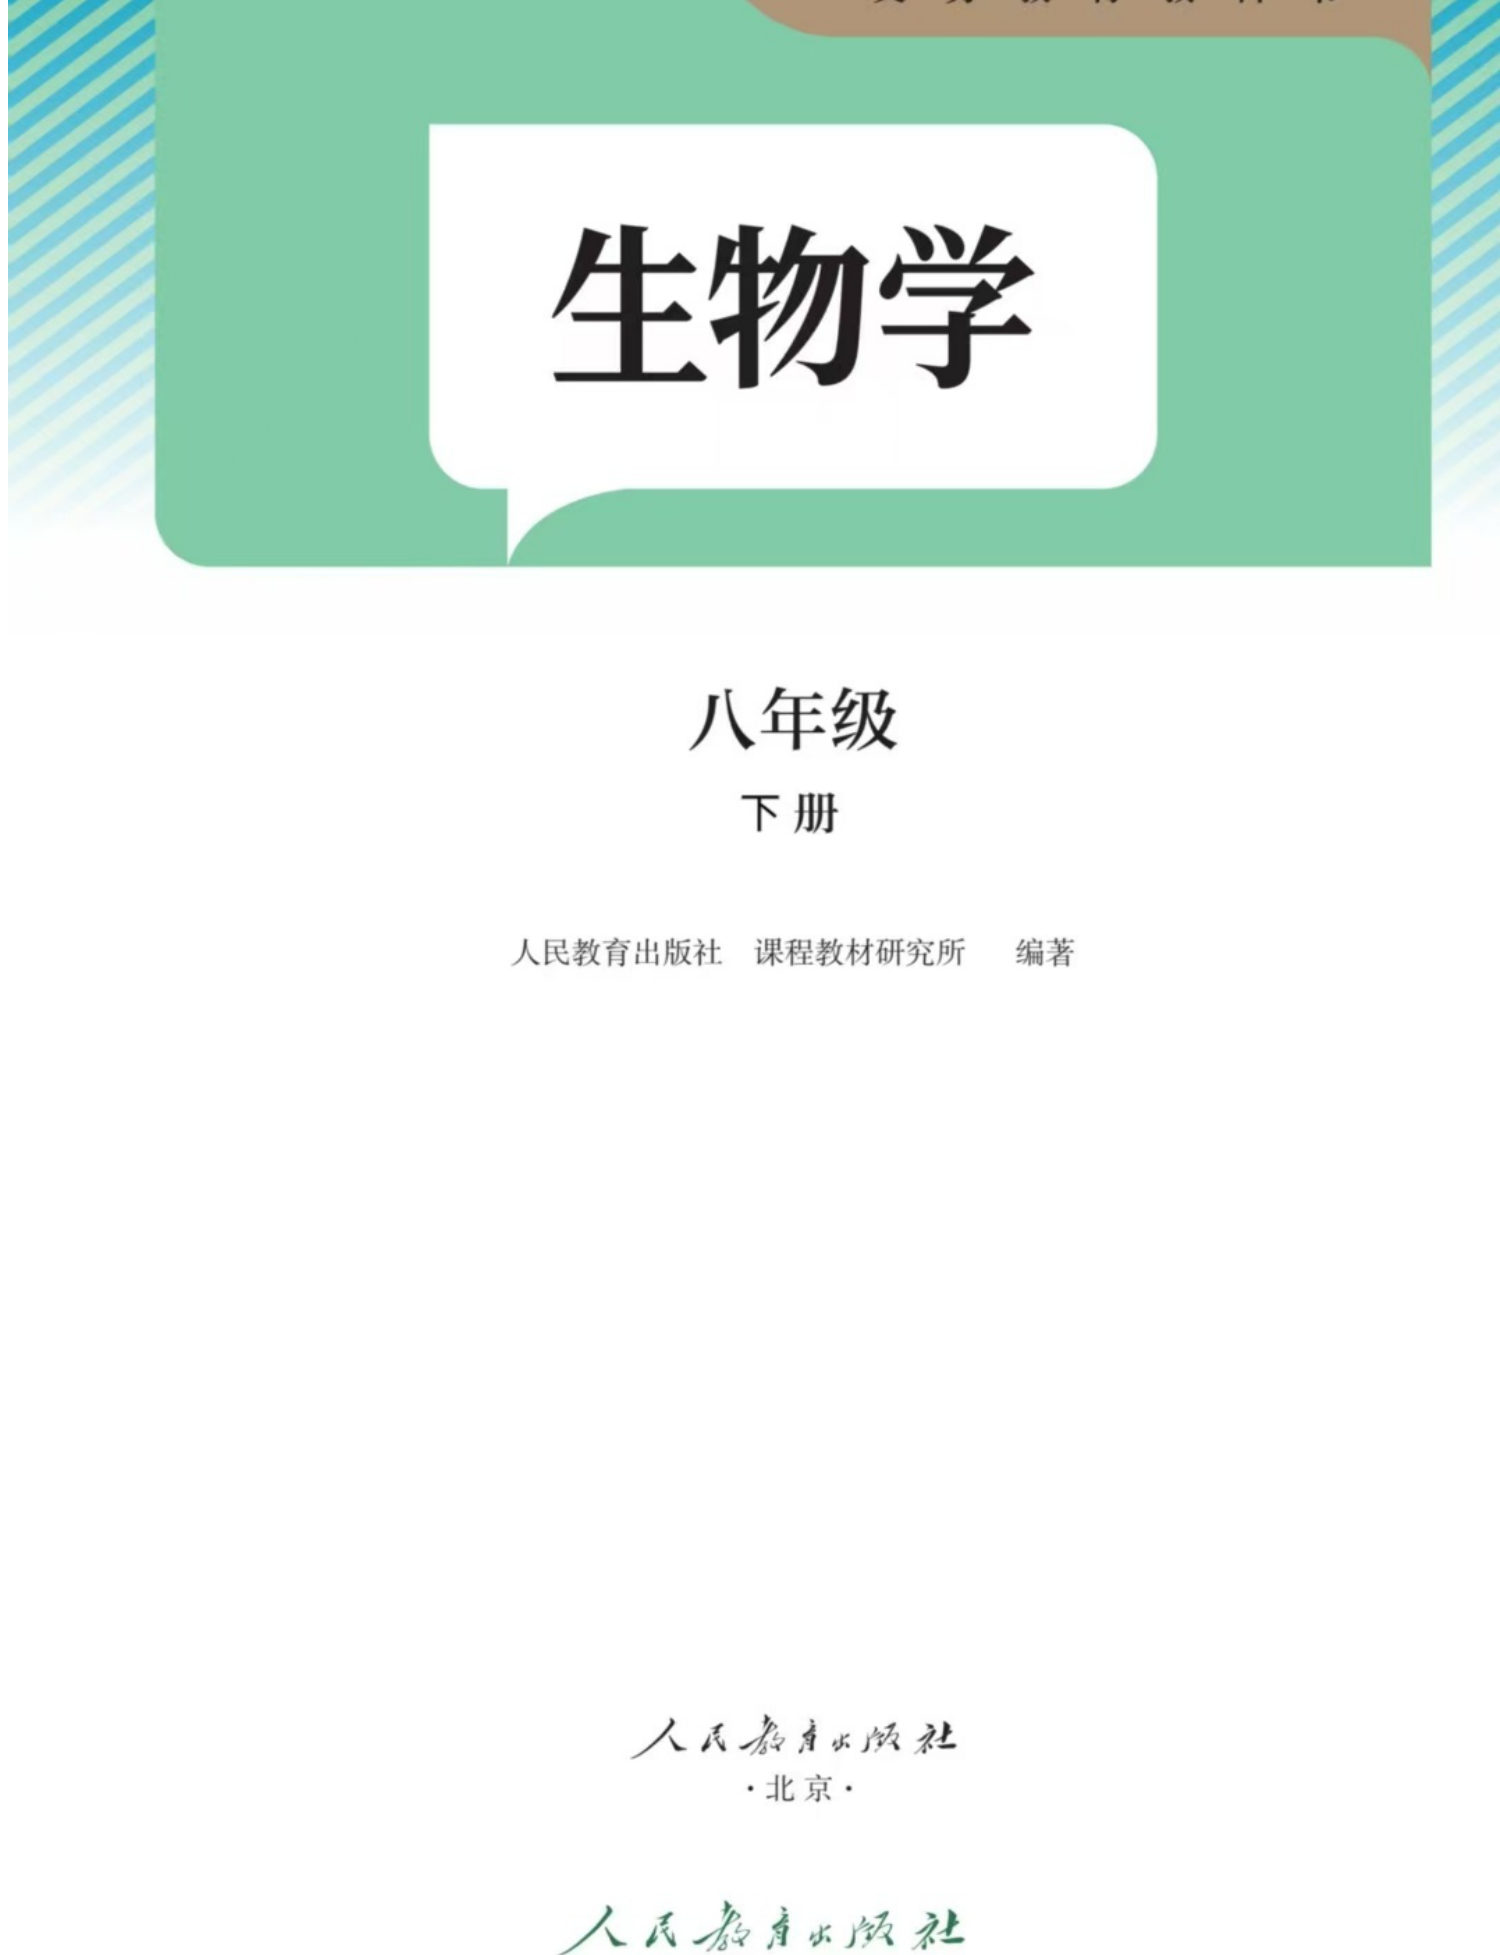 生物学
八年级
下册
人民教育出版社 课程教材研究所 编著
人民教育出版社
·北京·
人民教育出版社